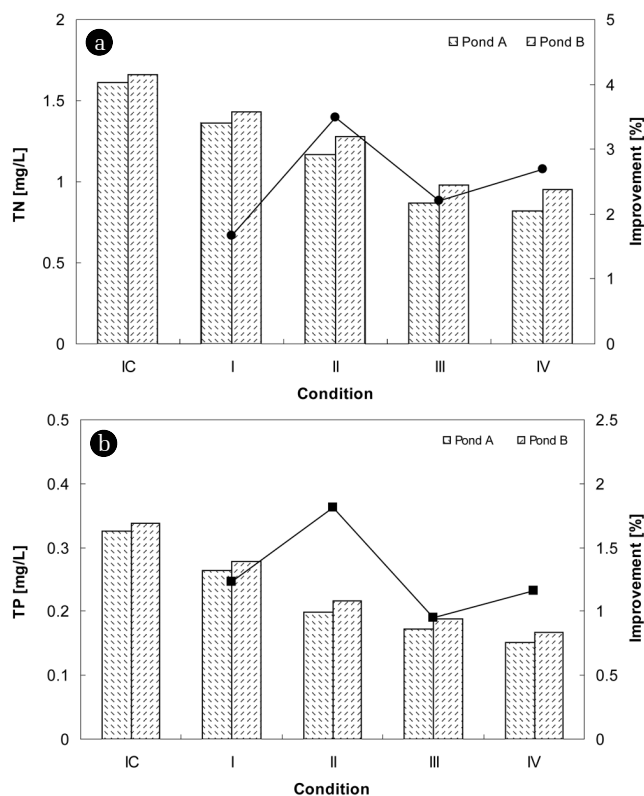 a
Pond A Pond B
TN [mg/L]
2
1.5
1
0.5
0
Improvement [%]
5
4
3
2
1
0
IC I II III IV
Condition
b
Pond A Pond B
TP [mg/L]
0.5
0.4
0.3
0.2
0.1
0
Improvement [%]
2.5
2
1.5
1
0.5
0
IC I II III IV
Condition